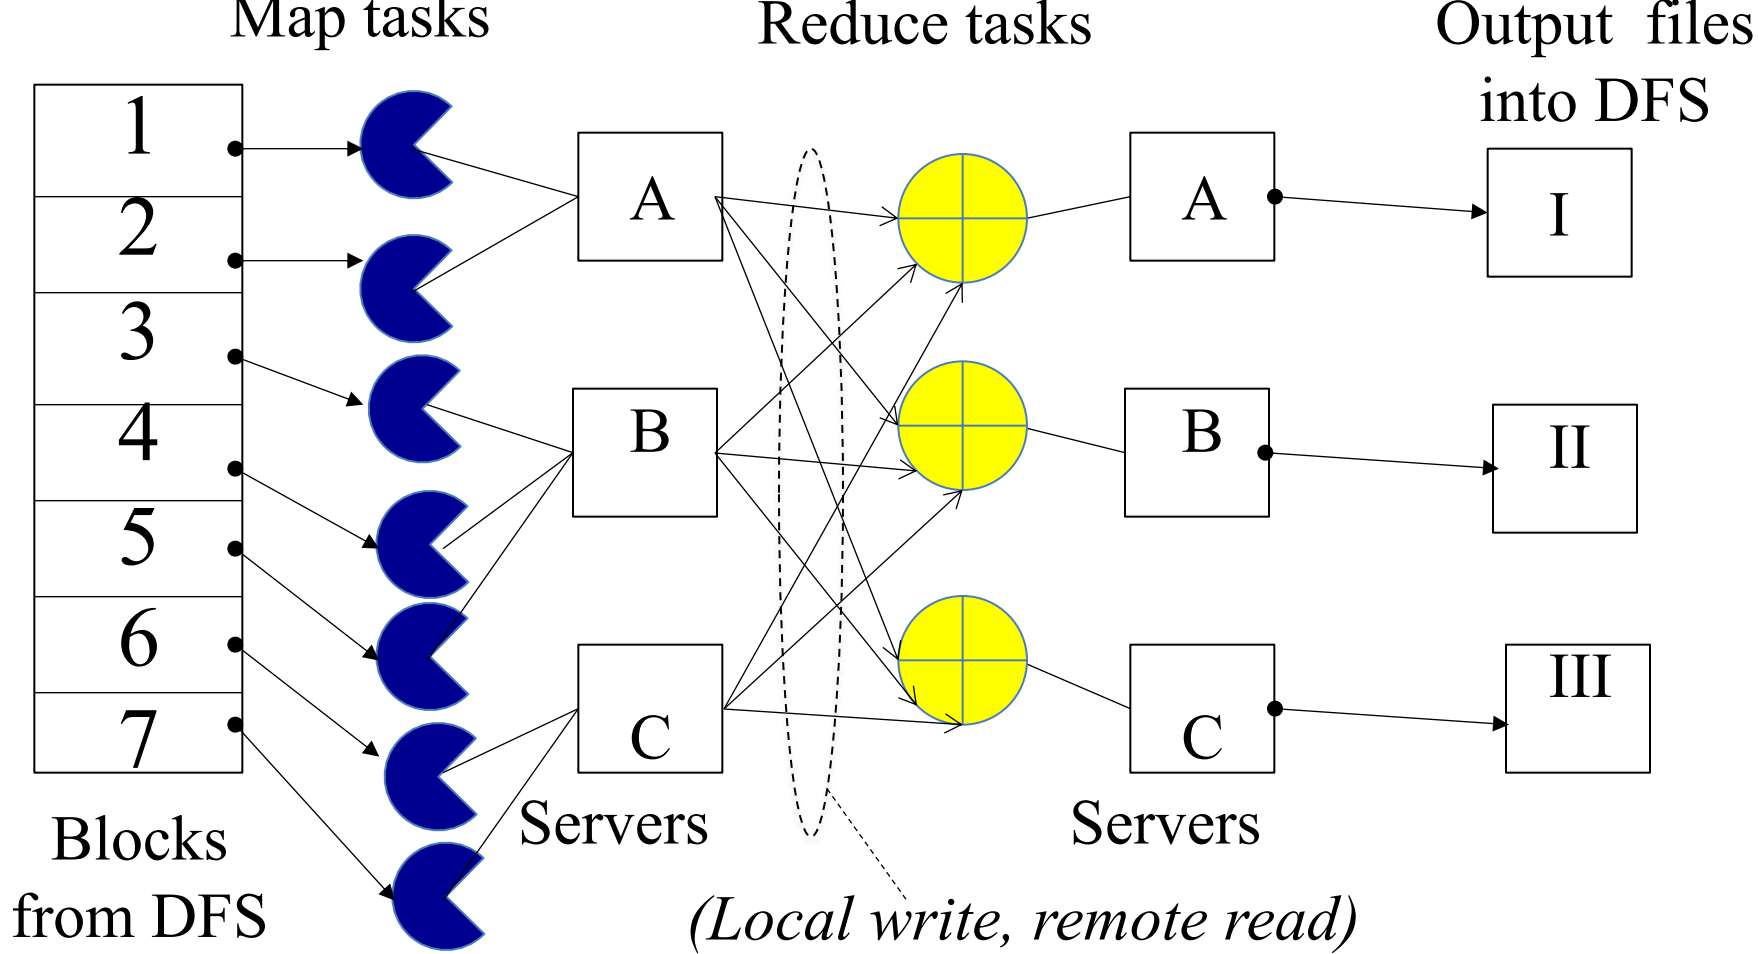 Map tasks
Reduce tasks
Output files
into DFS
1
2
3
4
5
6
7
A
B
C
A
B
C
I
II
III
Servers
Servers
Blocks
from DFS
(Local write, remote read)